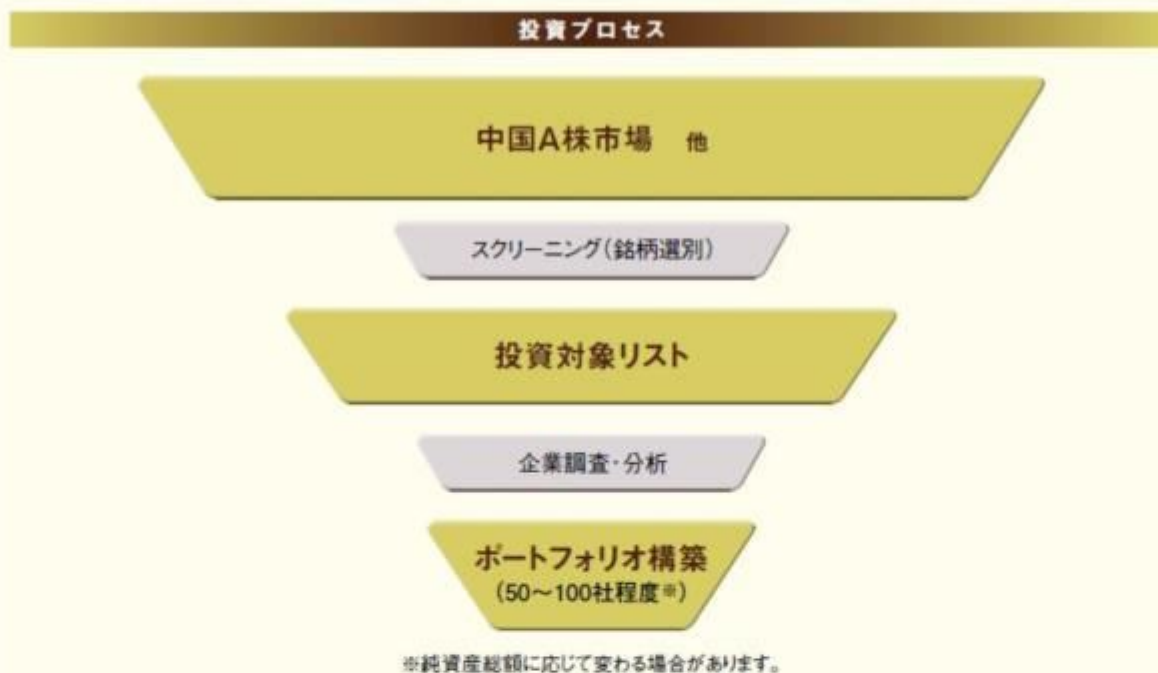 投資プロセス
中国A株市場 他
スクリーニング(銘柄選別)
投資対象リスト
企業調査・分析
ポートフォリオ構築
(50～100社程度※)
※純資産総額に応じて変わる場合があります。